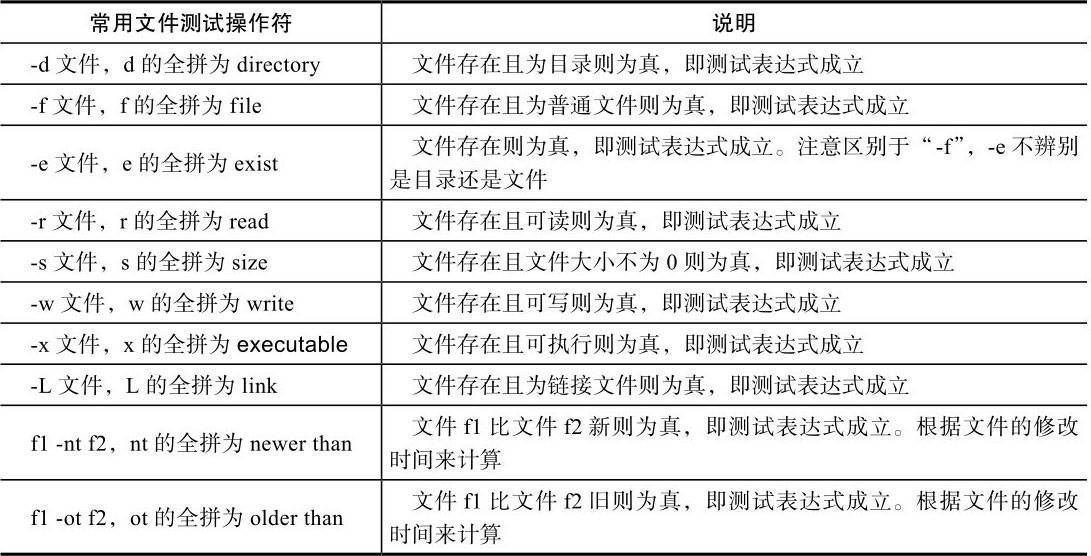 常用文件测试操作符 说明
-d 文件，d 的全拼为 directory 文件存在且为目录则为真，即测试表达式成立
-f 文件，f 的全拼为 file 文件存在且为普通文件则为真，即测试表达式成立
-e 文件，e 的全拼为 exist 文件存在则为真，即测试表达式成立。注意区别于“-f”，-e 不辨别
是目录还是文件
-r 文件，r 的全拼为 read 文件存在且可读则为真，即测试表达式成立
-s 文件，s 的全拼为 size 文件存在且文件大小不为 0 则为真，即测试表达式成立
-w 文件，w 的全拼为 write 文件存在且可写则为真，即测试表达式成立
-x 文件，x 的全拼为 executable 文件存在且可执行则为真，即测试表达式成立
-L 文件，L 的全拼为 link 文件存在且为链接文件则为真，即测试表达式成立
f1 -nt f2，nt 的全拼为 newer than 文件 f1 比文件 f2 新则为真，即测试表达式成立。根据文件的修改
时间来计算
f1 -ot f2，ot 的全拼为 older than 文件 f1 比文件 f2 旧则为真，即测试表达式成立。根据文件的修改
时间来计算